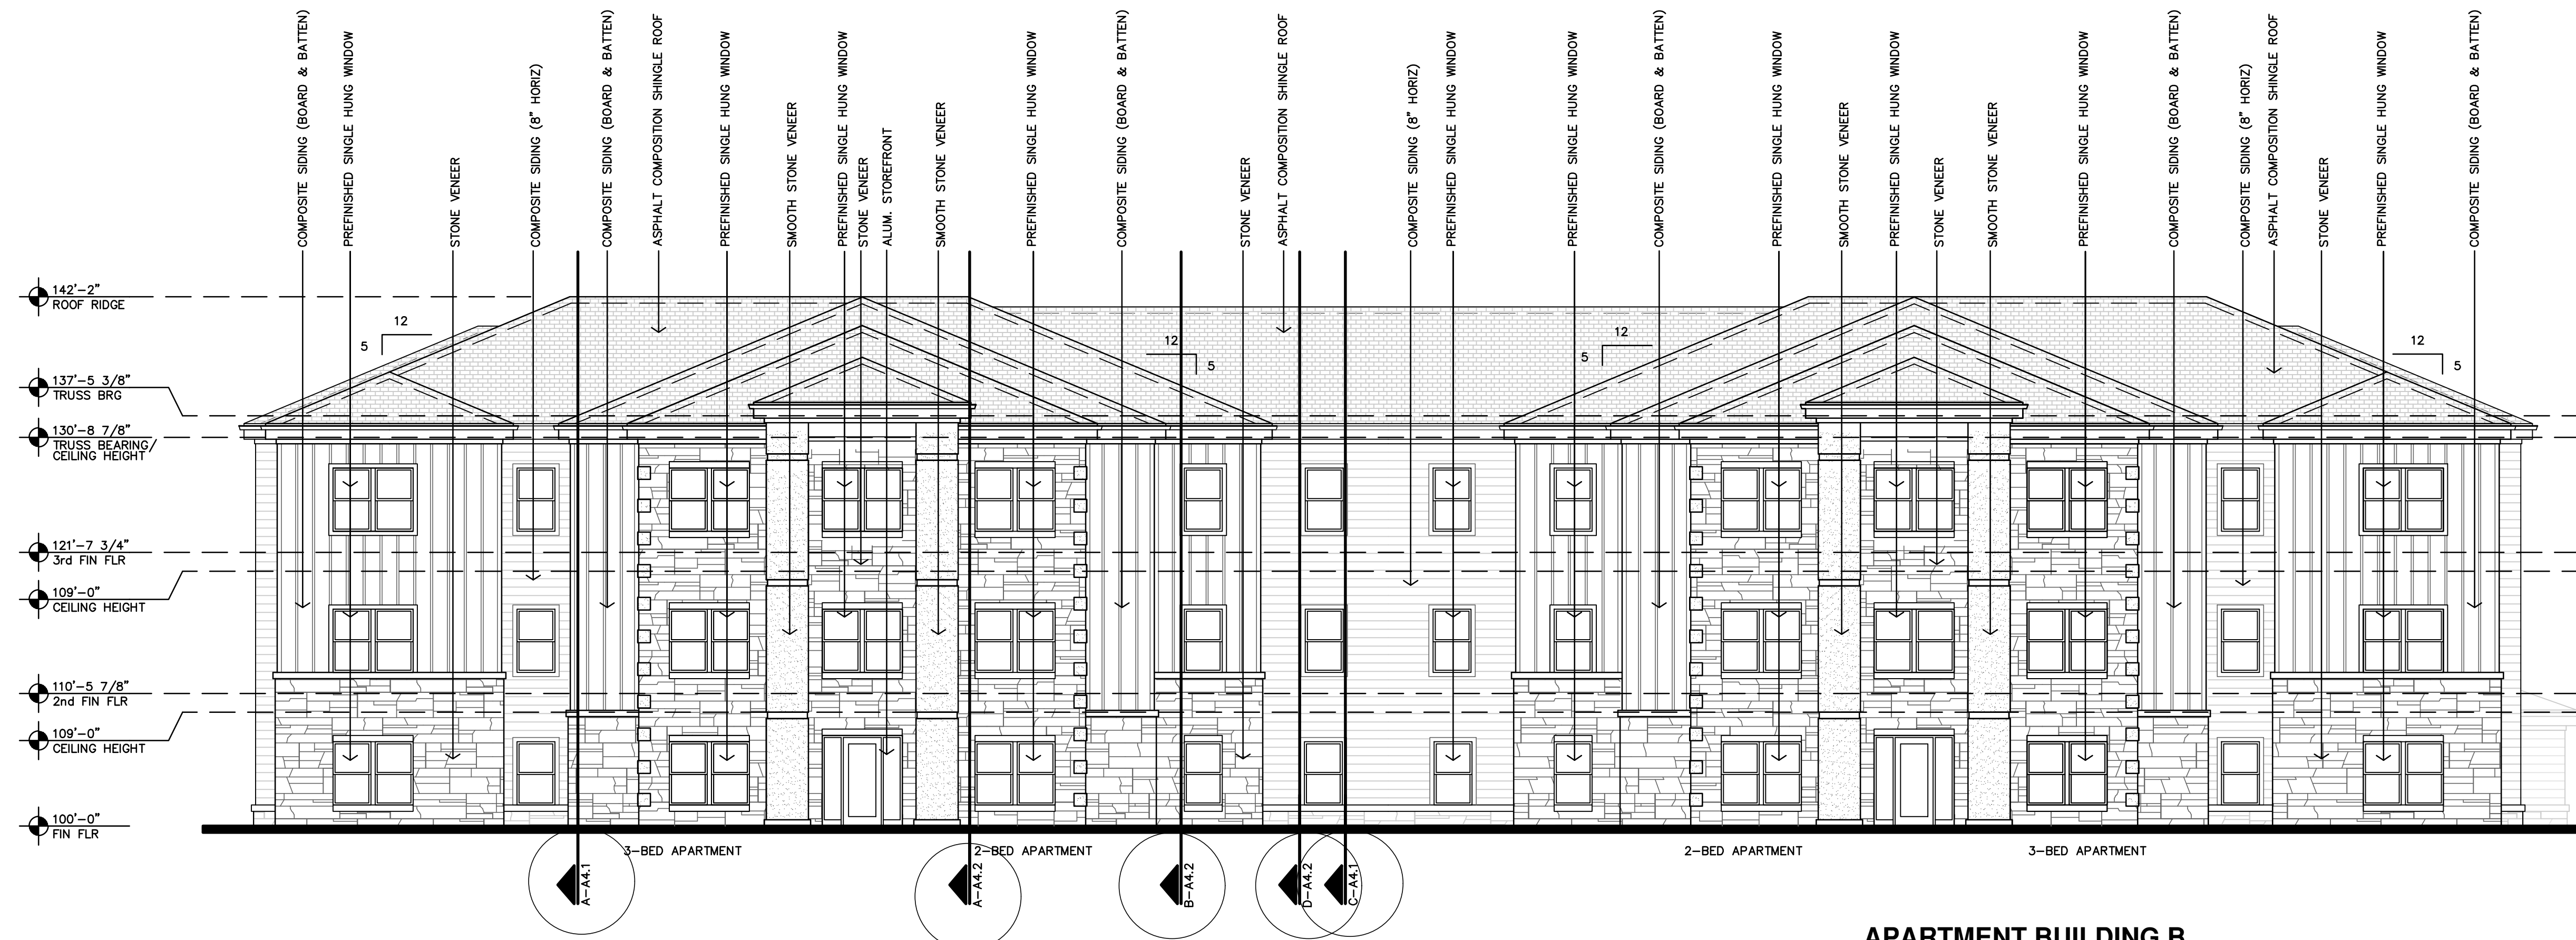 COMPOSITE SIDING (BOARD & BATTEN)
PREFINISHED SINGLE HUNG WINDOW
STONE VENEER
COMPOSITE SIDING (8" HORIZ)
COMPOSITE SIDING (BOARD & BATTEN)
ASPHALT COMPOSITION SHINGLE ROOF
PREFINISHED SINGLE HUNG WINDOW
SMOOTH STONE VENEER
PREFINISHED SINGLE HUNG WINDOW
STONE VENEER
ALUM. STOREFRONT
SMOOTH STONE VENEER
PREFINISHED SINGLE HUNG WINDOW
COMPOSITE SIDING (BOARD & BATTEN)
STONE VENEER
ASPHALT COMPOSITION SHINGLE ROOF
COMPOSITE SIDING (8" HORIZ)
PREFINISHED SINGLE HUNG WINDOW
PREFINISHED SINGLE HUNG WINDOW
COMPOSITE SIDING (BOARD & BATTEN)
PREFINISHED SINGLE HUNG WINDOW
SMOOTH STONE VENEER
PREFINISHED SINGLE HUNG WINDOW
STONE VENEER
SMOOTH STONE VENEER
PREFINISHED SINGLE HUNG WINDOW
COMPOSITE SIDING (BOARD & BATTEN)
COMPOSITE SIDING (8" HORIZ)
ASPHALT COMPOSITION SHINGLE ROOF
STONE VENEER
PREFINISHED SINGLE HUNG WINDOW
COMPOSITE SIDING (BOARD & BATTEN)
142'-2"
ROOF RIDGE
12
5
12
5
12
5
12
5
137'-5 3/8"
TRUSS BRG
130'-8 7/8"
TRUSS BEARING/
CEILING HEIGHT
121'-7 3/4"
3rd FIN FLR
109'-0"
CEILING HEIGHT
110'-5 7/8"
2nd FIN FLR
109'-0"
CEILING HEIGHT
100'-0"
FIN FLR
3-BED APARTMENT
2-BED APARTMENT
2-BED APARTMENT
3-BED APARTMENT
A-A4.1
A-A4.2
B-A4.2
D-A4.2
C-A4.1
APARTMENT BUILDING B